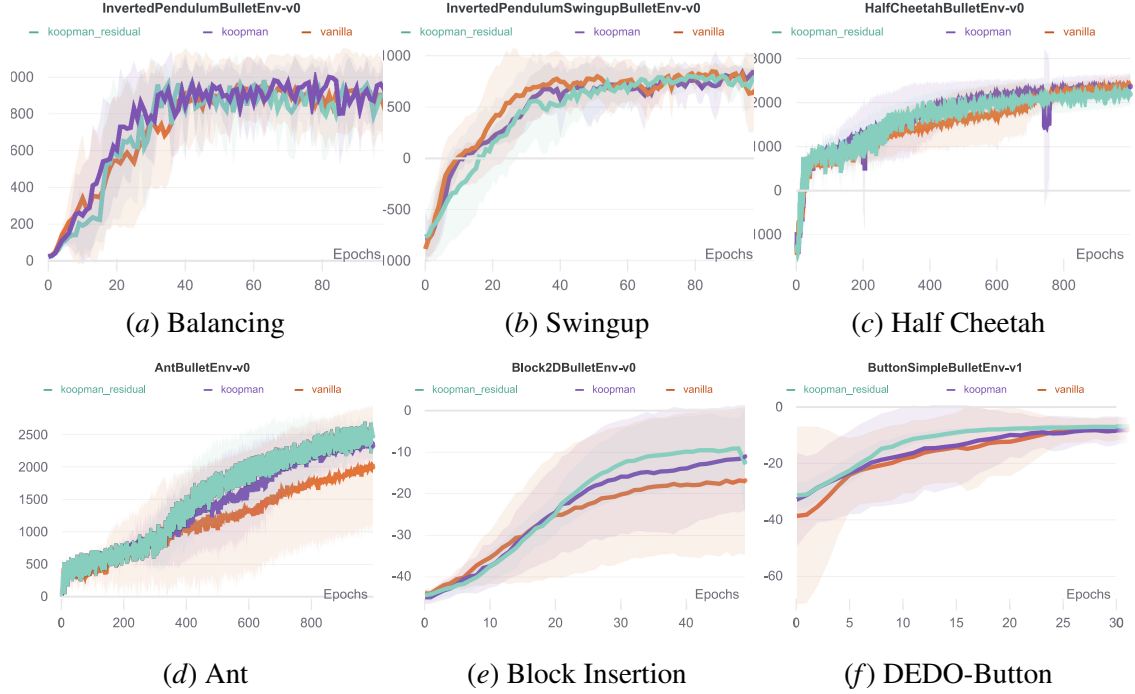 InvertedPendulumBulletEnv-v0
koopman_residual koopman vanilla
000
800
600
400
200
0
Epochs
0 20 40 60 80
(a) Balancing
InvertedPendulumSwingupBulletEnv-v0
koopman_residual koopman vanilla
1000
500
0
-500
1000
Epochs
0 20 40 60 80
(b) Swingup
HalfCheetahBulletEnv-v0
koopman_residual koopman vanilla
3000
2000
1000
0
1000
Epochs
200 400 600 800
(c) Half Cheetah
AntBulletEnv-v0
koopman_residual koopman vanilla
2500
2000
1500
1000
500
0
Epochs
0 200 400 600 800
(d) Ant
Block2DBulletEnv-v0
koopman_residual koopman vanilla
0
-10
-20
-30
-40
Epochs
0 10 20 30 40
(e) Block Insertion
ButtonSimpleBulletEnv-v1
koopman_residual koopman vanilla
0
-20
-40
-60
Epochs
0 5 10 15 20 25 30
(f) DEDO-Button